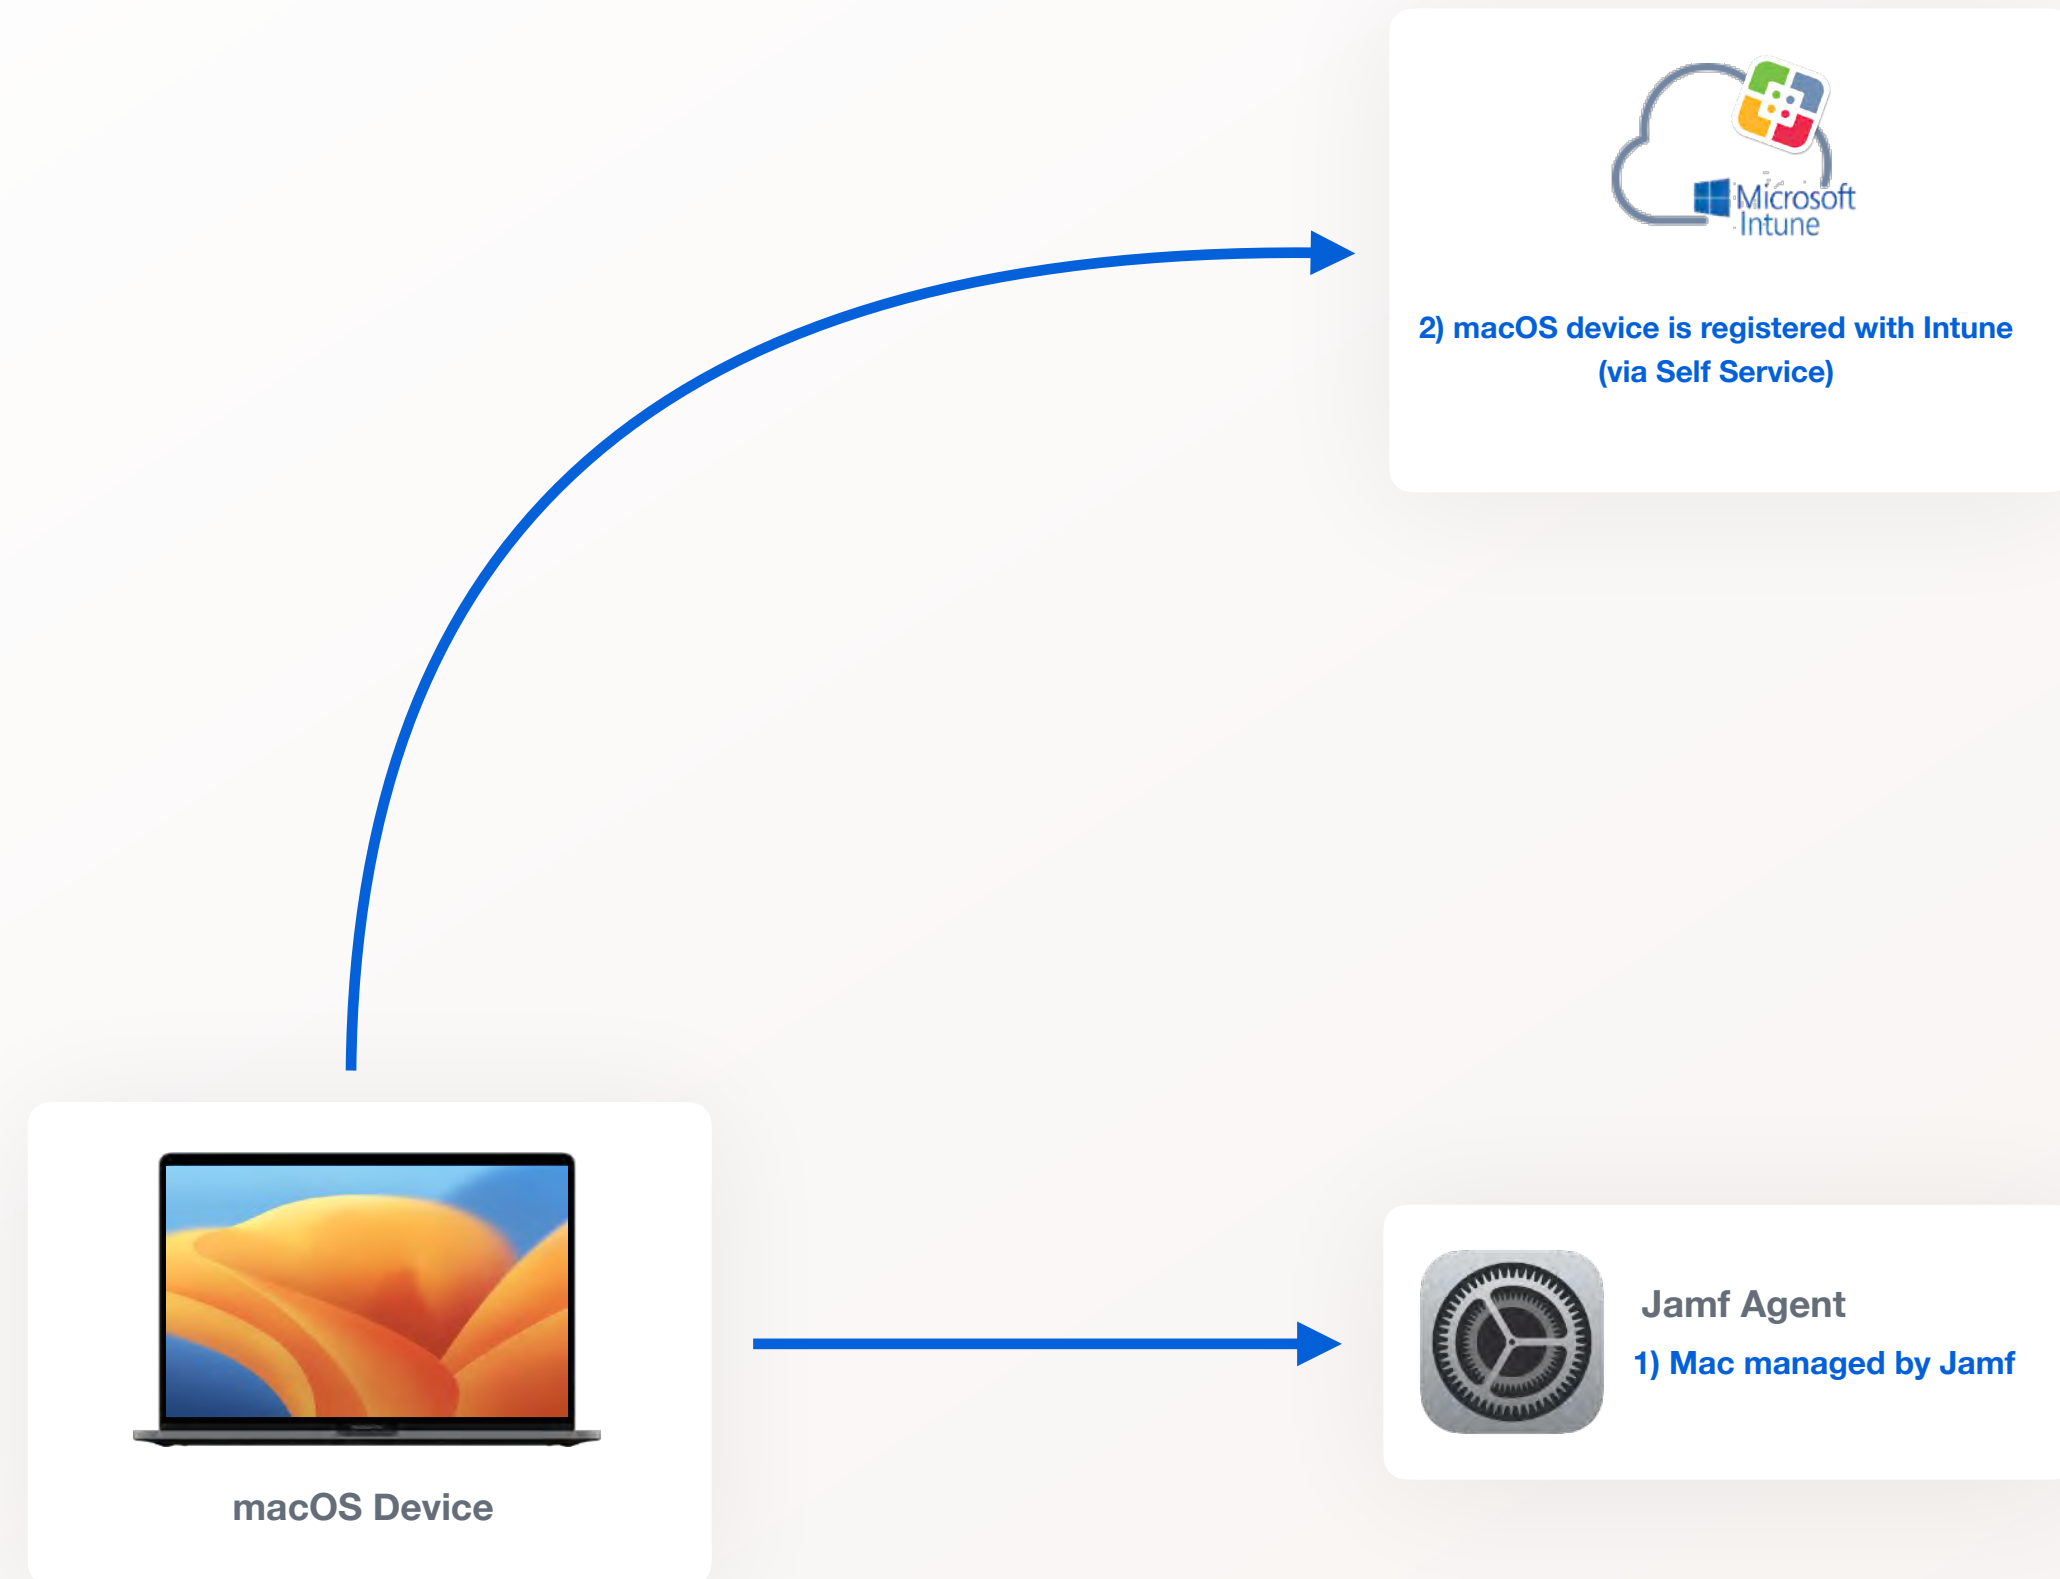 Microsoft
Intune
2) macOS device is registered with Intune
(via Self Service)
Jamf Agent
1) Mac managed by Jamf
macOS Device